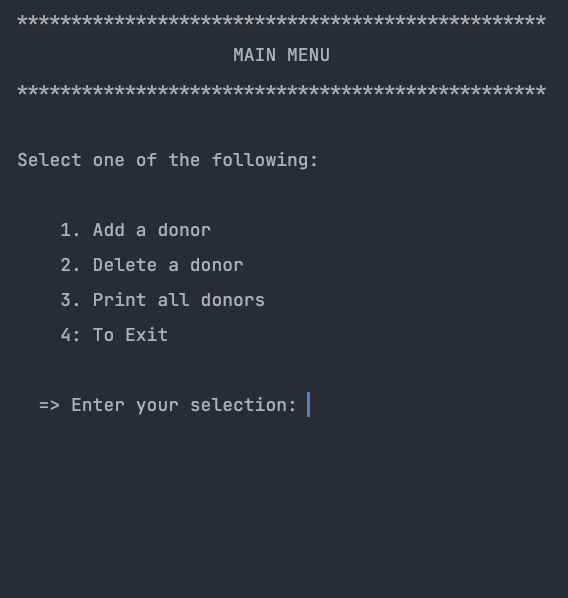 *************************************************
MAIN MENU
*************************************************
Select one of the following:
1. Add a donor
2. Delete a donor
3. Print all donors
4: To Exit
=> Enter your selection: